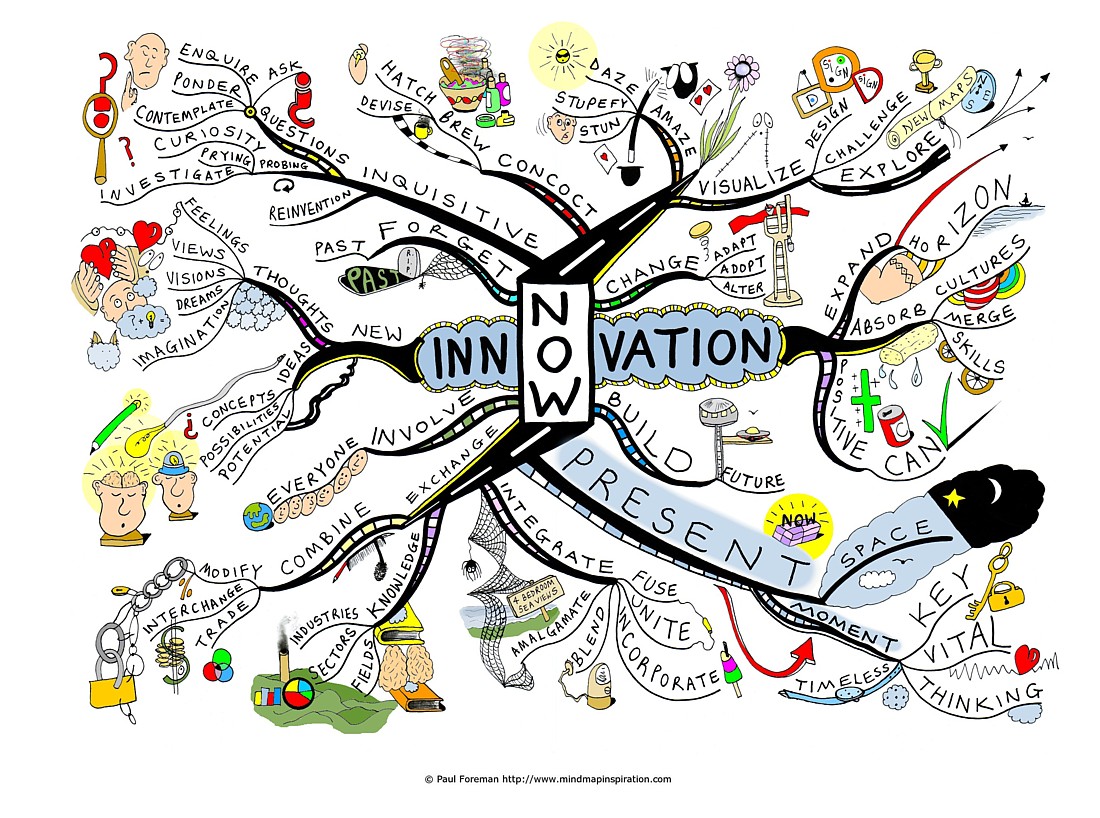 ENQUIRE
PONDER
CONTEMPLATE
CURIOSITY
PRYING
INVESTIGATE
PROBING
ASK
QUESTIONS
INQUISITIVE
REINVENTION
HATCH
DEVISE
BREW
CONCOCT
DAZE
STUPEFY
STUN
AMAZE
VISUALIZE
DESIGN
SIGN
D
SIGN
D
CHALLENGE
EXPLORE
NEW MAPS
N
E
S
FORGET
PAST
PAST
R.I.P.
CHANGE
ADAPT
ADOPT
ALTER
EXPAND
HORIZON
ABSORB
CULTURES
MERGE
SKILLS
POSITIVE
CAN
FEELINGS
VIEWS
VISIONS
DREAMS
IMAGINATION
THOUGHTS
NEW
IDEAS
CONCEPTS
POSSIBILITIES
POTENTIAL
INN
NOW
VATION
INVOLVE
EVERYONE
EXCHANGE
COMBINE
MODIFY
INTERCHANGE
TRADE
%
$
KNOWLEDGE
INDUSTRIES
SECTORS
FIELDS
BUILD
FUTURE
INTEGRATE
4 BEDROOM
SEA VIEWS
AMALGAMATE
BLEND
FUSE
UNITE
INCORPORATE
PRESENT
NOW
SPACE
MOMENT
KEY
VITAL
THINKING
TIMELESS
© Paul Foreman http://www.mindmapinspiration.com